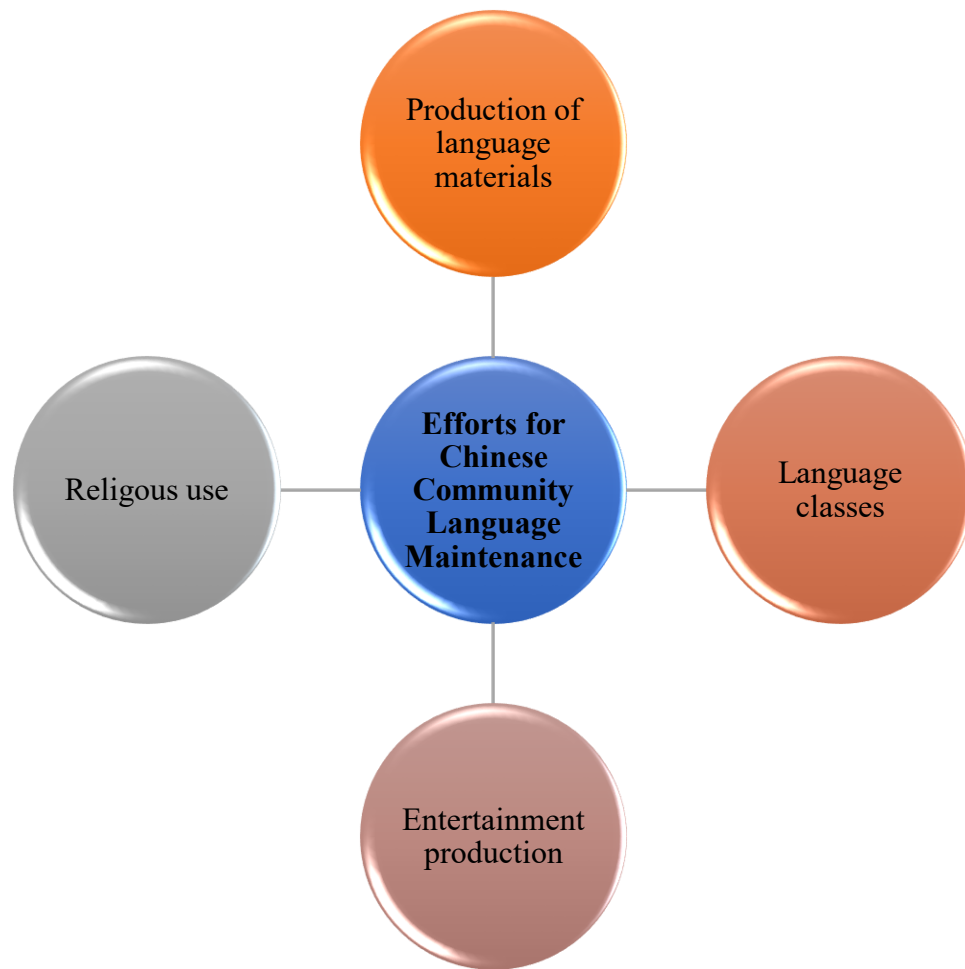 Production of
language
materials
Religous use
Efforts for
Chinese
Community
Language
Maintenance
Language
classes
Entertainment
production